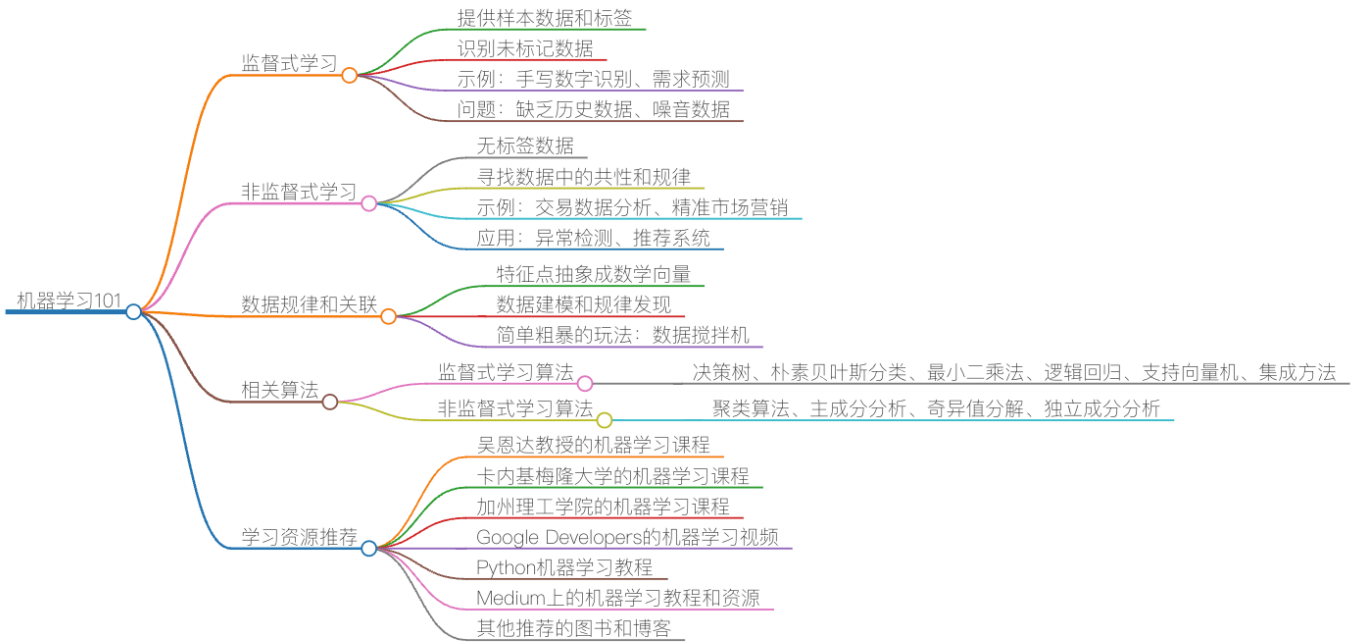 机器学习101
监督式学习
提供样本数据和标签
识别未标记数据
示例：手写数字识别、需求预测
问题：缺乏历史数据、噪音数据
非监督式学习
无标签数据
寻找数据中的共性和规律
示例：交易数据分析、精准市场营销
应用：异常检测、推荐系统
数据规律和关联
特征点抽象成数学向量
数据建模和规律发现
简单粗暴的玩法：数据搅拌机
相关算法
监督式学习算法
决策树、朴素贝叶斯分类、最小二乘法、逻辑回归、支持向量机、集成方法
非监督式学习算法
聚类算法、主成分分析、奇异值分解、独立成分分析
学习资源推荐
吴恩达教授的机器学习课程
卡内基梅隆大学的机器学习课程
加州理工学院的机器学习课程
Google Developers的机器学习视频
Python机器学习教程
Medium上的机器学习教程和资源
其他推荐的图书和博客